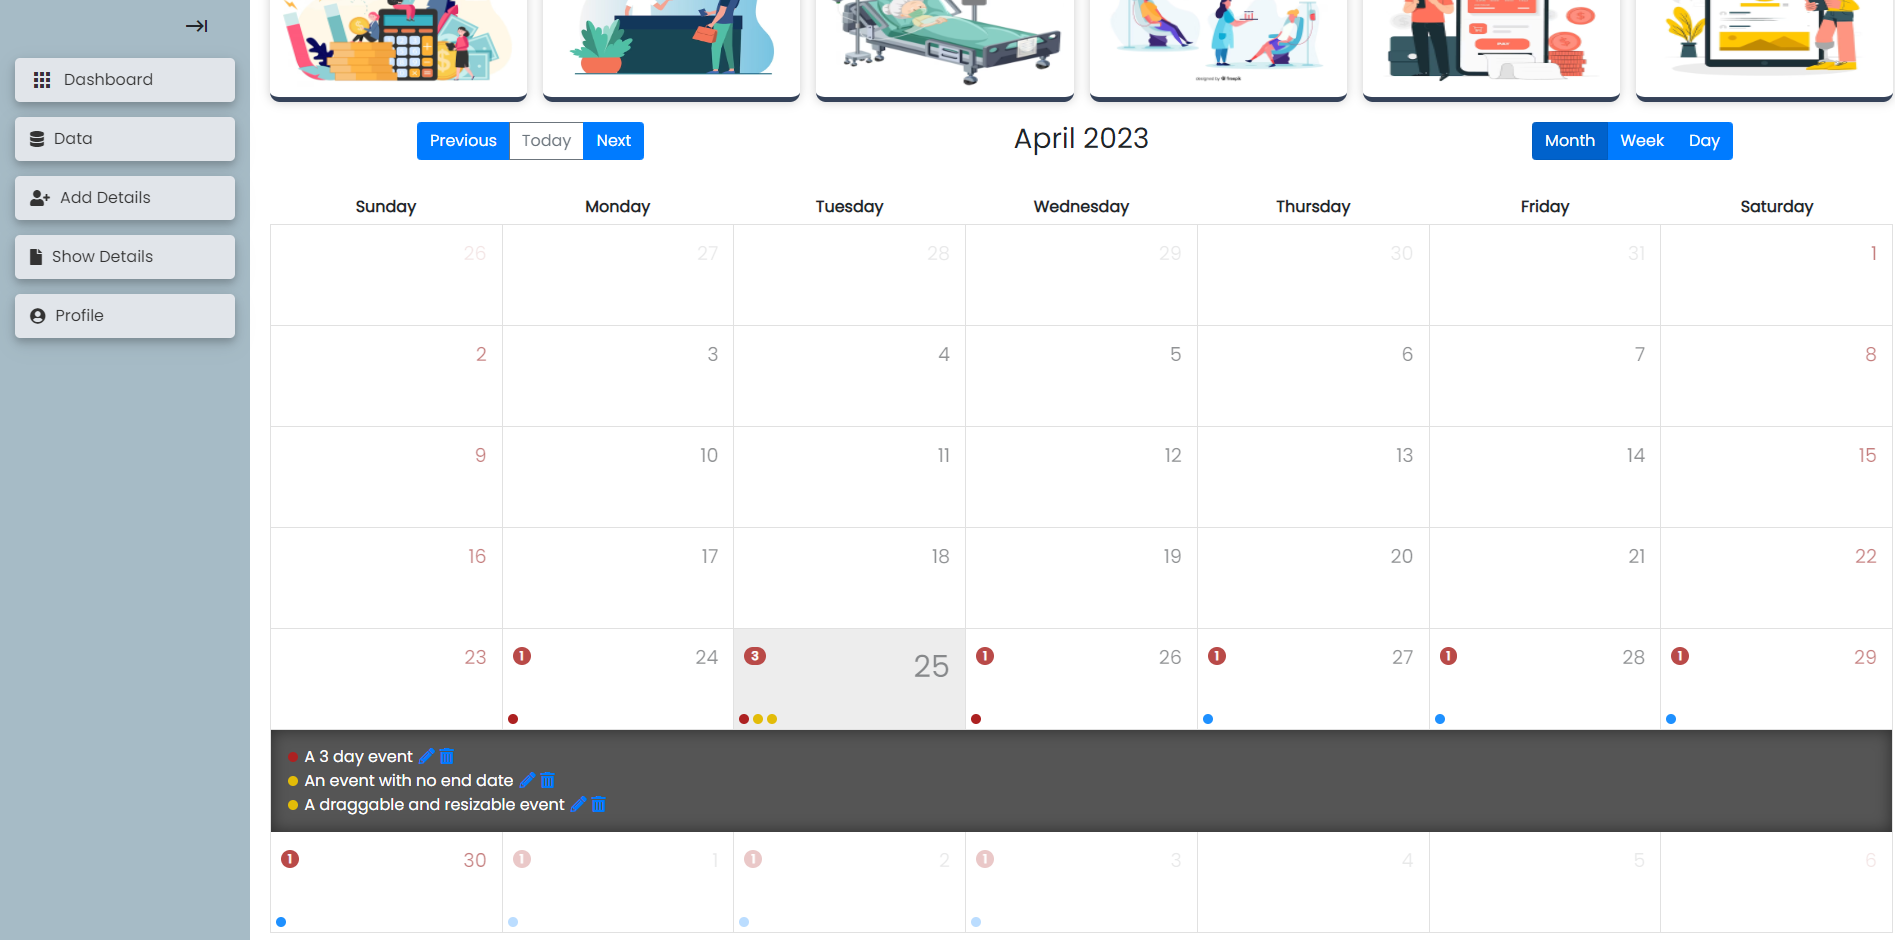 Dashboard
Data
Add Details
Show Details
Profile
designed by freepik
PAY
Previous Today Next
April 2023
Month Week Day
Sunday Monday Tuesday Wednesday Thursday Friday Saturday
26 27 28 29 30 31 1
2 3 4 5 6 7 8
9 10 11 12 13 14 15
16 17 18 19 20 21 22
23 1 24 3 25 1 26 1 27 1 28 1 29
A 3 day event
An event with no end date
A draggable and resizable event
1 30 1 1 1 2 1 3 4 5 6